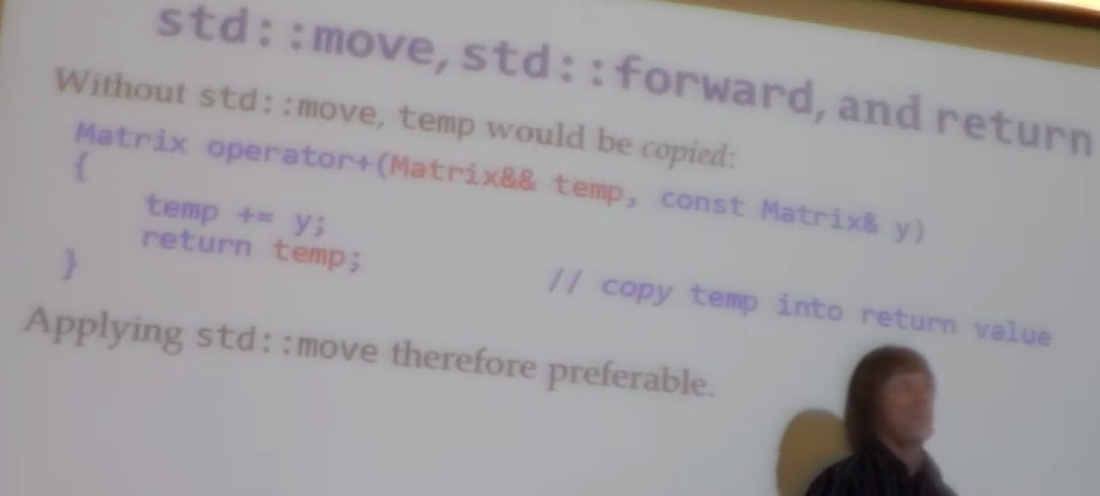 std::move, std::forward, and return
Without std::move, temp would be copied:
Matrix operator+(Matrix&& temp, const Matrix& y)
{
temp += y;
return temp; // copy temp into return value
}
Applying std::move therefore preferable.